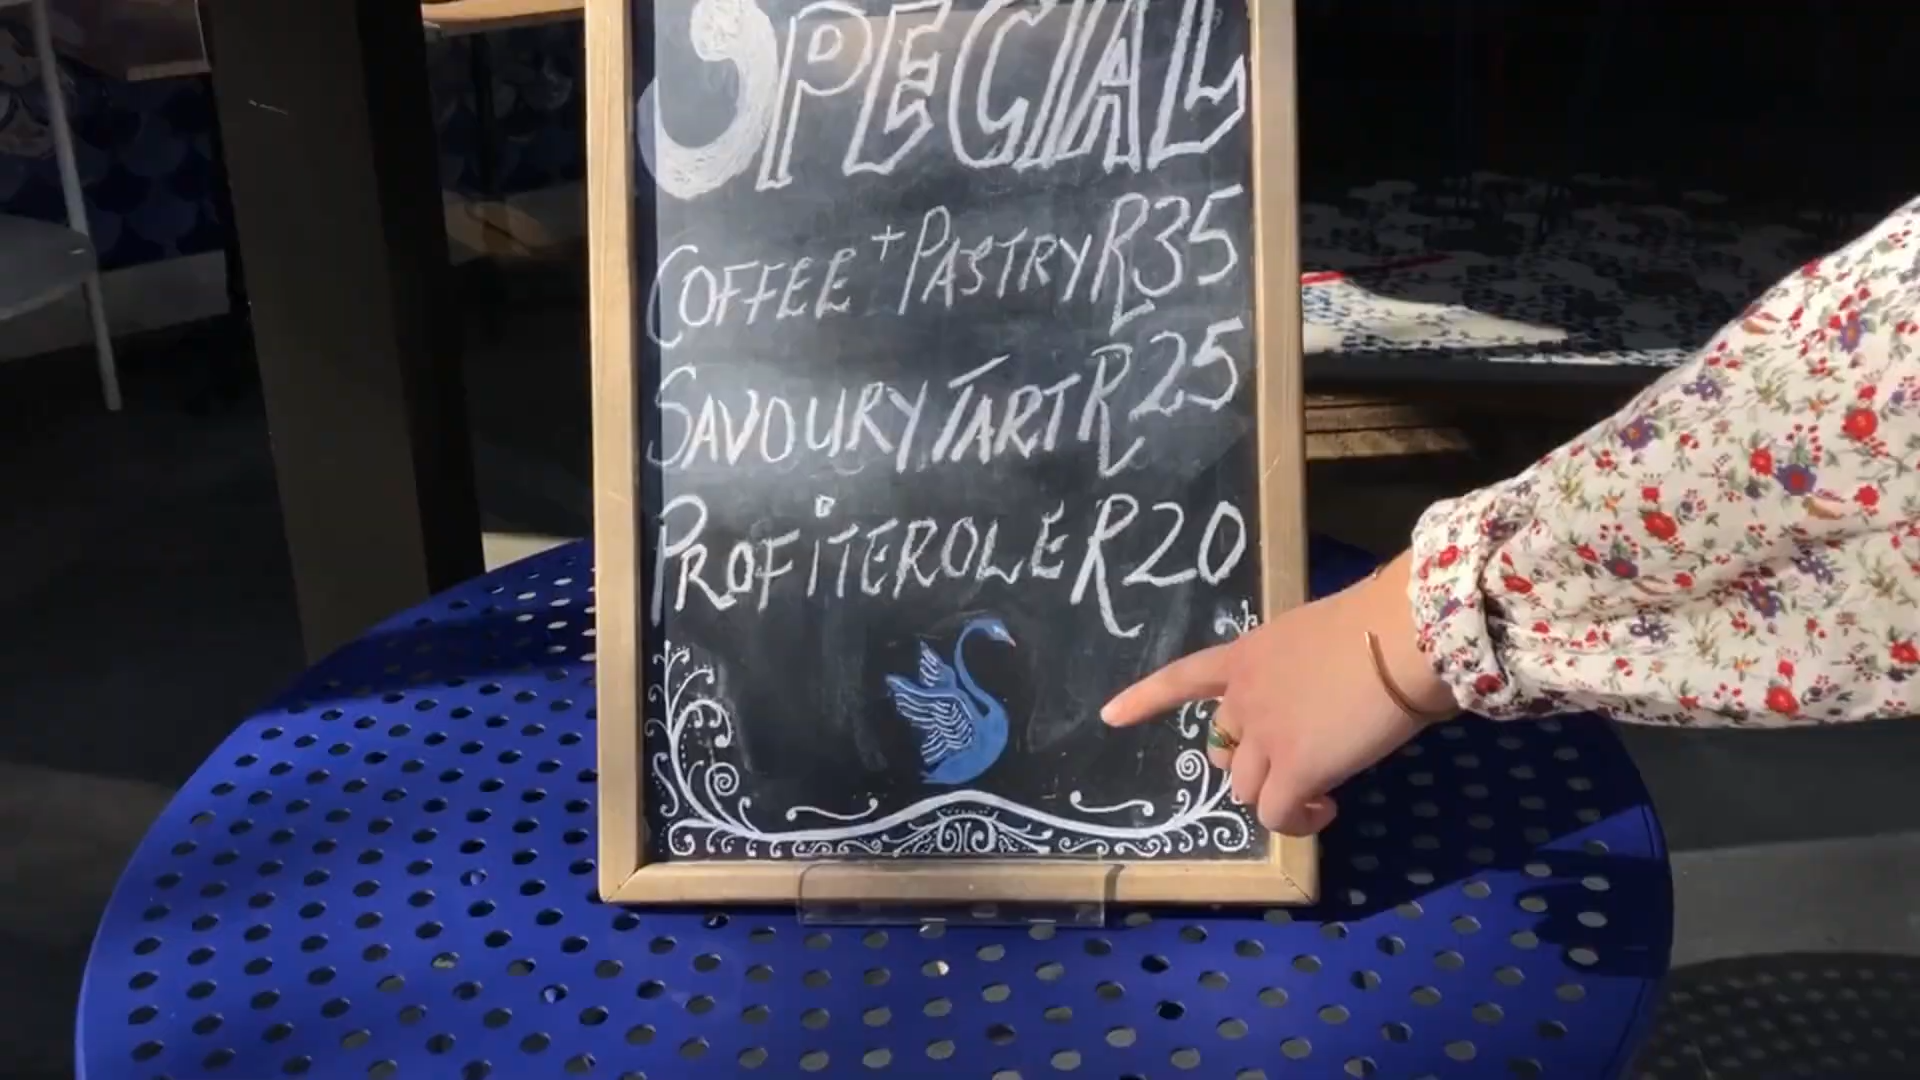 SPECIAL
COFFEE + PASTRY R35
SAVOURY TART R25
PROFITEROLE R20